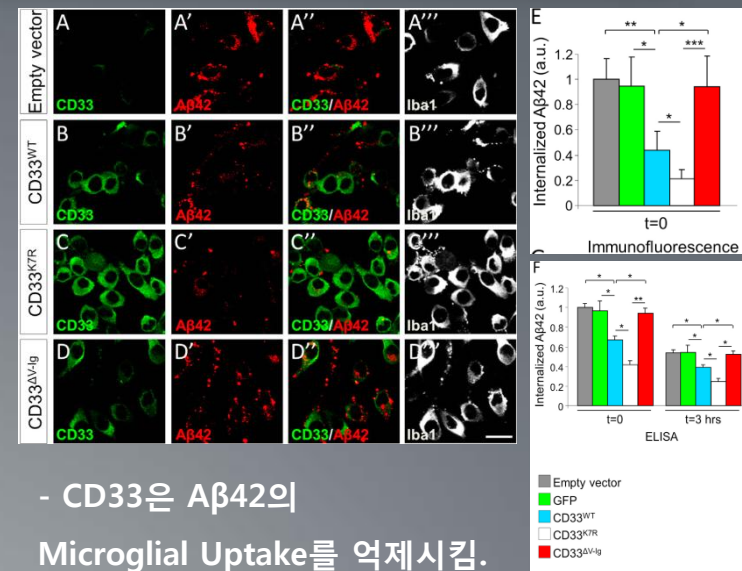 Empty vector
A
CD33
A'
Aβ42
A''
CD33/Aβ42
A'''
Iba1
CD33WT
B
CD33
B'
Aβ42
B''
CD33/Aβ42
B'''
Iba1
CD33K7R
C
CD33
C'
Aβ42
C''
CD33/Aβ42
C'''
Iba1
CD33ΔV-Ig
D
CD33
D'
Aβ42
D''
CD33/Aβ42
D'''
Iba1
- CD33은 Aβ42의
Microglial Uptake를 억제시킴.
E
** *
* ***
*
Internalized Aβ42 (a.u.)
1.2
1
0.8
0.6
0.4
0.2
0
t=0
Immunofluorescence
F
* *
* **
*
* *
* *
*
Internalized Aβ42 (a.u.)
1.2
1
0.8
0.6
0.4
0.2
0
t=0 t=3 hrs
ELISA
Empty vector
GFP
CD33WT
CD33K7R
CD33ΔV-Ig